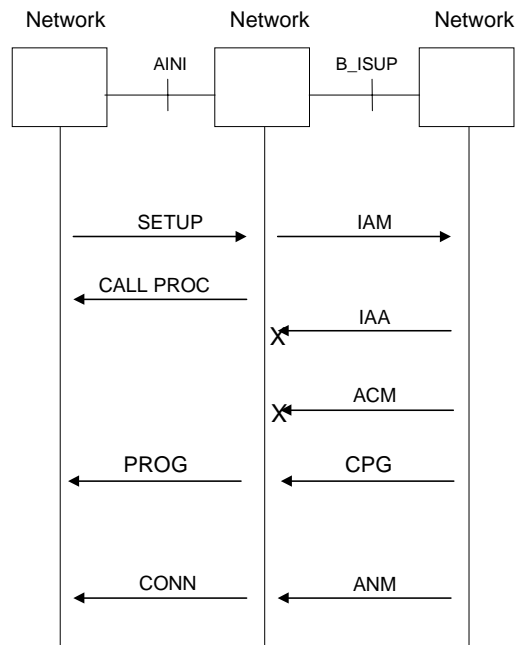 Network Network Network
AINI B_ISUP
SETUP IAM
CALL PROC
IAA
X
ACM
X
PROG CPG
CONN ANM